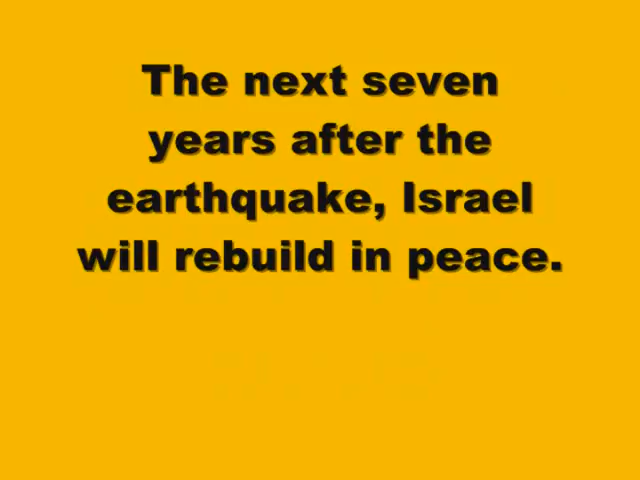 The next seven
years after the
earthquake, Israel
will rebuild in peace.